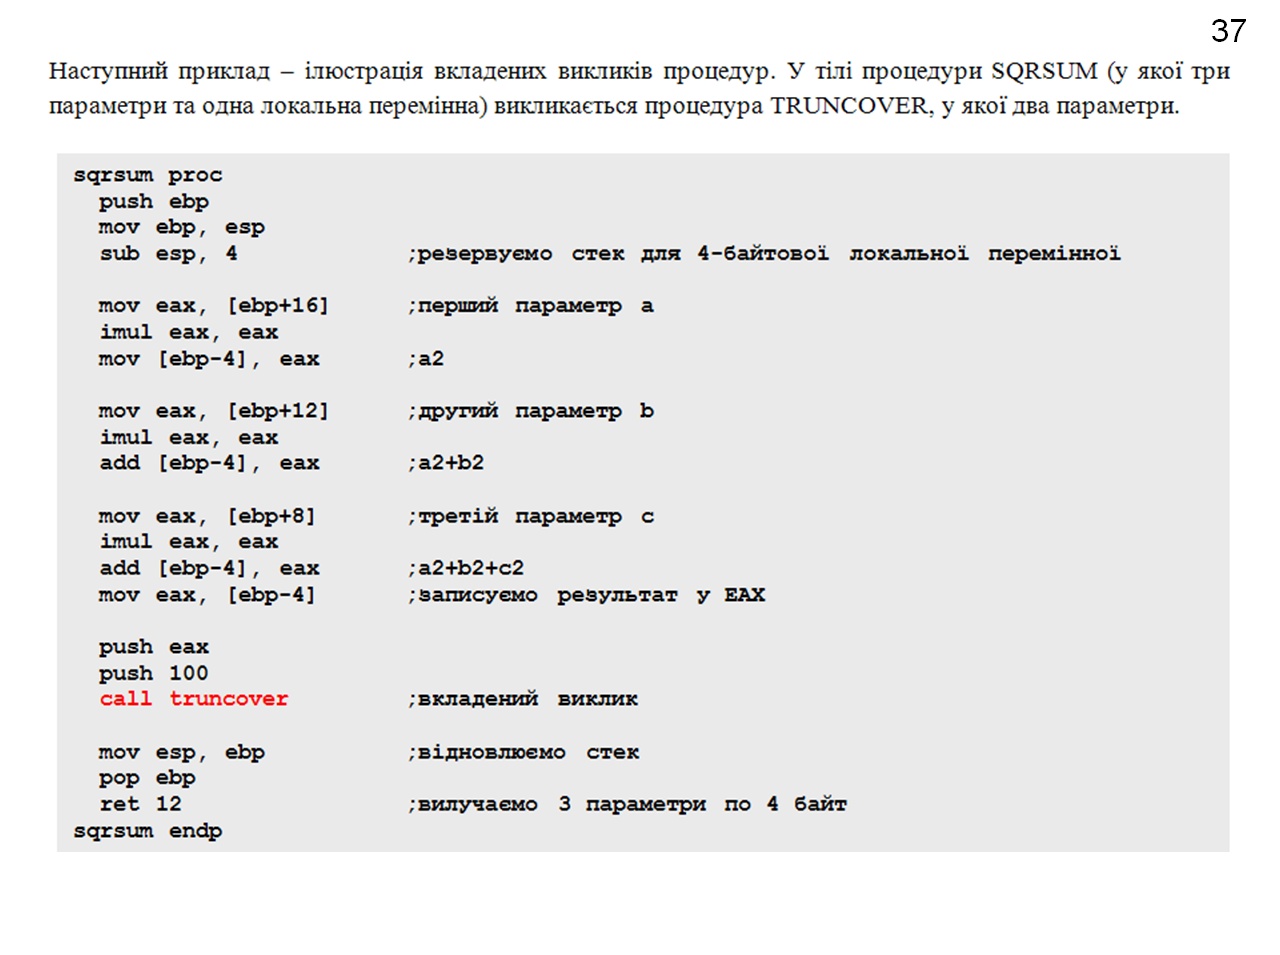 37
Наступний приклад – ілюстрація вкладених викликів процедур. У тілі процедури SQRSUM (у якої три
параметри та одна локальна перемінна) викликається процедура TRUNCOVER, у якої два параметри.
sqrsum proc
push ebp
mov ebp, esp
sub esp, 4 ;резервуємо стек для 4-байтової локальної перемінної
mov eax, [ebp+16] ;перший параметр a
imul eax, eax
mov [ebp-4], eax ;a2
mov eax, [ebp+12] ;другий параметр b
imul eax, eax
add [ebp-4], eax ;a2+b2
mov eax, [ebp+8] ;третій параметр c
imul eax, eax
add [ebp-4], eax ;a2+b2+c2
mov eax, [ebp-4] ;записуємо результат у EAX
push eax
push 100
call truncover ;вкладений виклик
mov esp, ebp ;відновлюємо стек
pop ebp
ret 12 ;вилучаємо 3 параметри по 4 байт
sqrsum endp